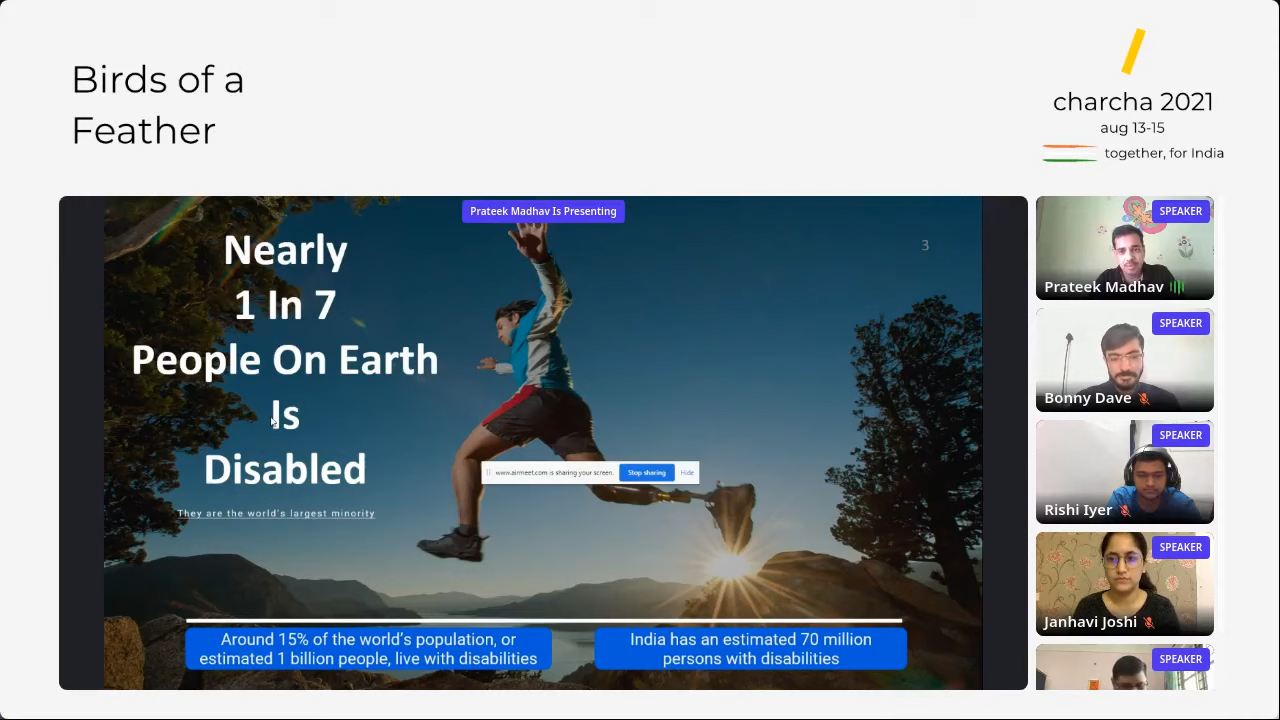 Birds of a
Feather
charcha 2021
aug 13-15
together, for India
Prateek Madhav Is Presenting
3
Nearly
1 In 7
People On Earth
Is
Disabled
They are the world's largest minority
www.airmeet.com is sharing your screen.
Stop sharing
Hide
Around 15% of the world's population, or
estimated 1 billion people, live with disabilities
India has an estimated 70 million
persons with disabilities
SPEAKER
Prateek Madhav
SPEAKER
Bonny Dave
SPEAKER
Rishi Iyer
SPEAKER
Janhavi Joshi
SPEAKER